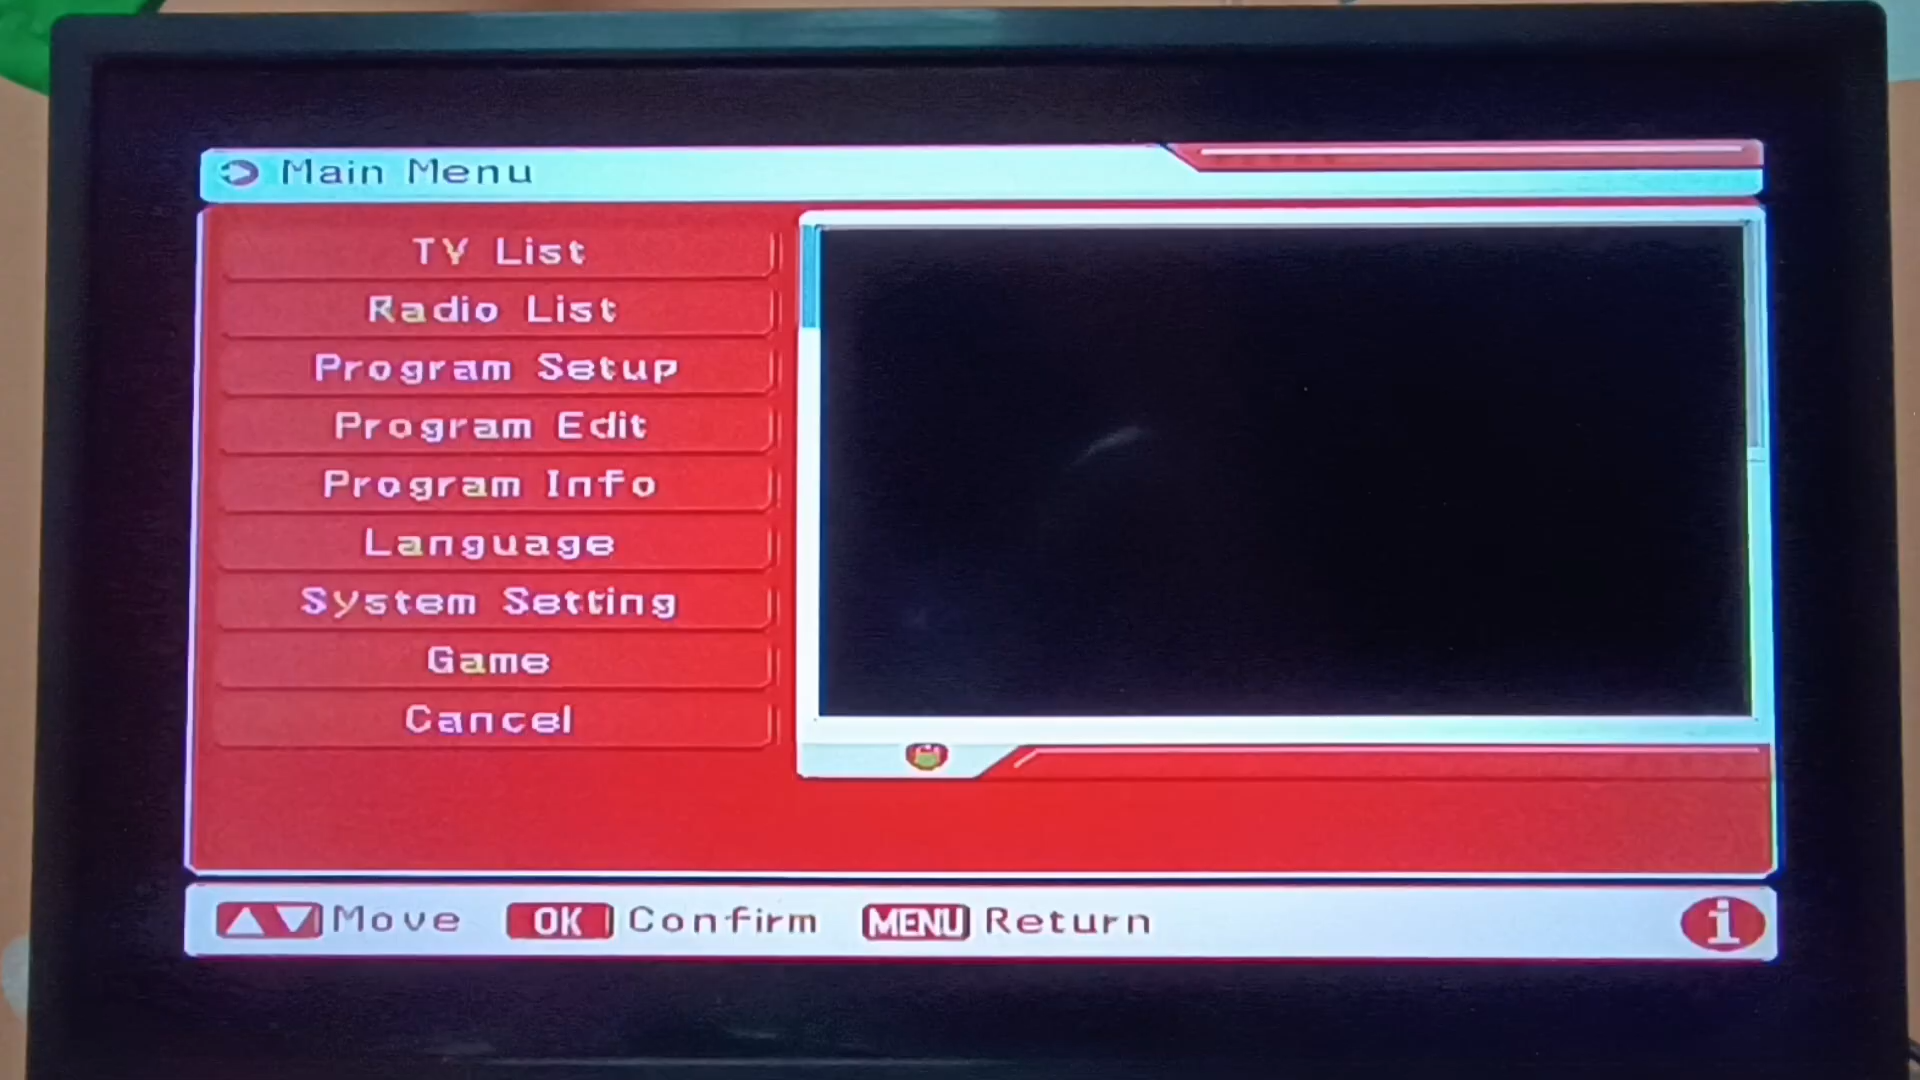 Main Menu
TV List
Radio List
Program Setup
Program Edit
Program Info
Language
System Setting
Game
Cancel
Move OK Confirm MENU Return i